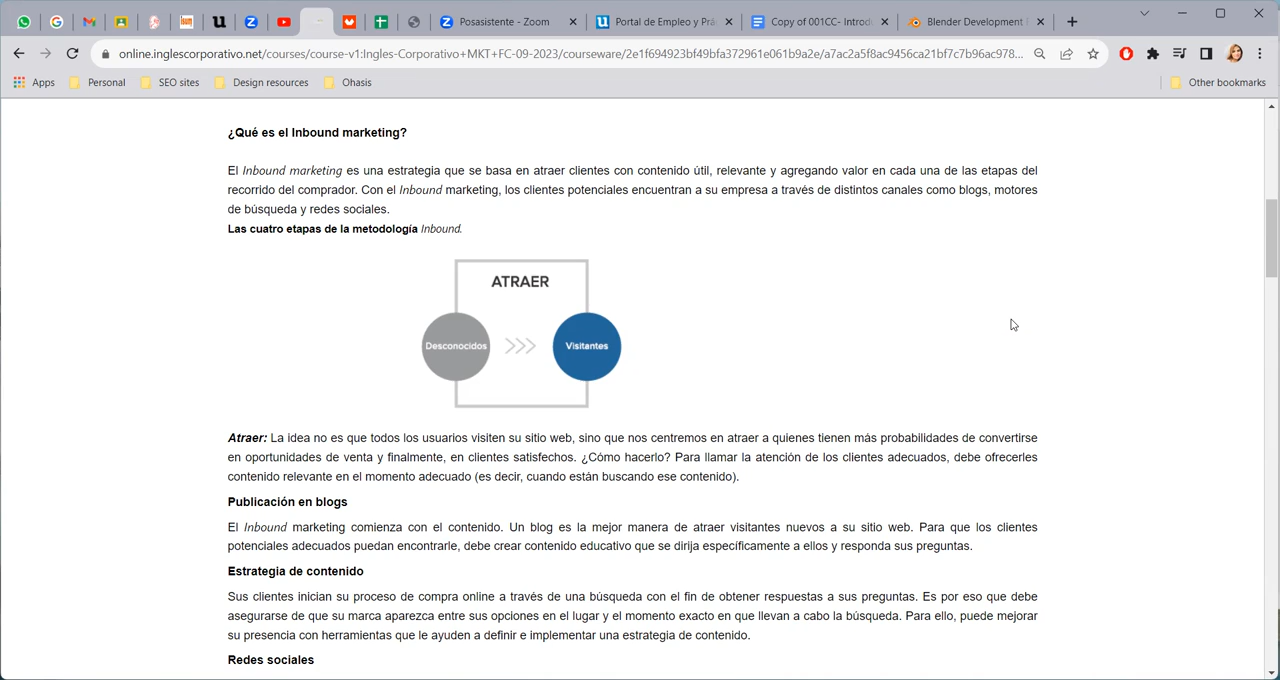 Posasistente - Zoom
Portal de Empleo y Prá
Copy of 001CC- Introdu
Blender Development
online.inglescorporativo.net/courses/course-v1:Ingles-Corporativo+MKT+FC-09-2023/courseware/2e1f694923bf49bfa372961e061b9a2e/a7ac2a5f8ac9456ca21bf7c7b96ac978...
Apps Personal SEO sites Design resources Ohasis Other bookmarks
¿Qué es el Inbound marketing?
El Inbound marketing es una estrategia que se basa en atraer clientes con contenido útil, relevante y agregando valor en cada una de las etapas del
recorrido del comprador. Con el Inbound marketing, los clientes potenciales encuentran a su empresa a través de distintos canales como blogs, motores
de búsqueda y redes sociales.
Las cuatro etapas de la metodología Inbound.
ATRAER
Desconocidos >>> Visitantes
Atraer: La idea no es que todos los usuarios visiten su sitio web, sino que nos centremos en atraer a quienes tienen más probabilidades de convertirse
en oportunidades de venta y finalmente, en clientes satisfechos. ¿Cómo hacerlo? Para llamar la atención de los clientes adecuados, debe ofrecerles
contenido relevante en el momento adecuado (es decir, cuando están buscando ese contenido).
Publicación en blogs
El Inbound marketing comienza con el contenido. Un blog es la mejor manera de atraer visitantes nuevos a su sitio web. Para que los clientes
potenciales adecuados puedan encontrarle, debe crear contenido educativo que se dirija específicamente a ellos y responda sus preguntas.
Estrategia de contenido
Sus clientes inician su proceso de compra online a través de una búsqueda con el fin de obtener respuestas a sus preguntas. Es por eso que debe
asegurarse de que su marca aparezca entre sus opciones en el lugar y el momento exacto en que llevan a cabo la búsqueda. Para ello, puede mejorar
su presencia con herramientas que le ayuden a definir e implementar una estrategia de contenido.
Redes sociales